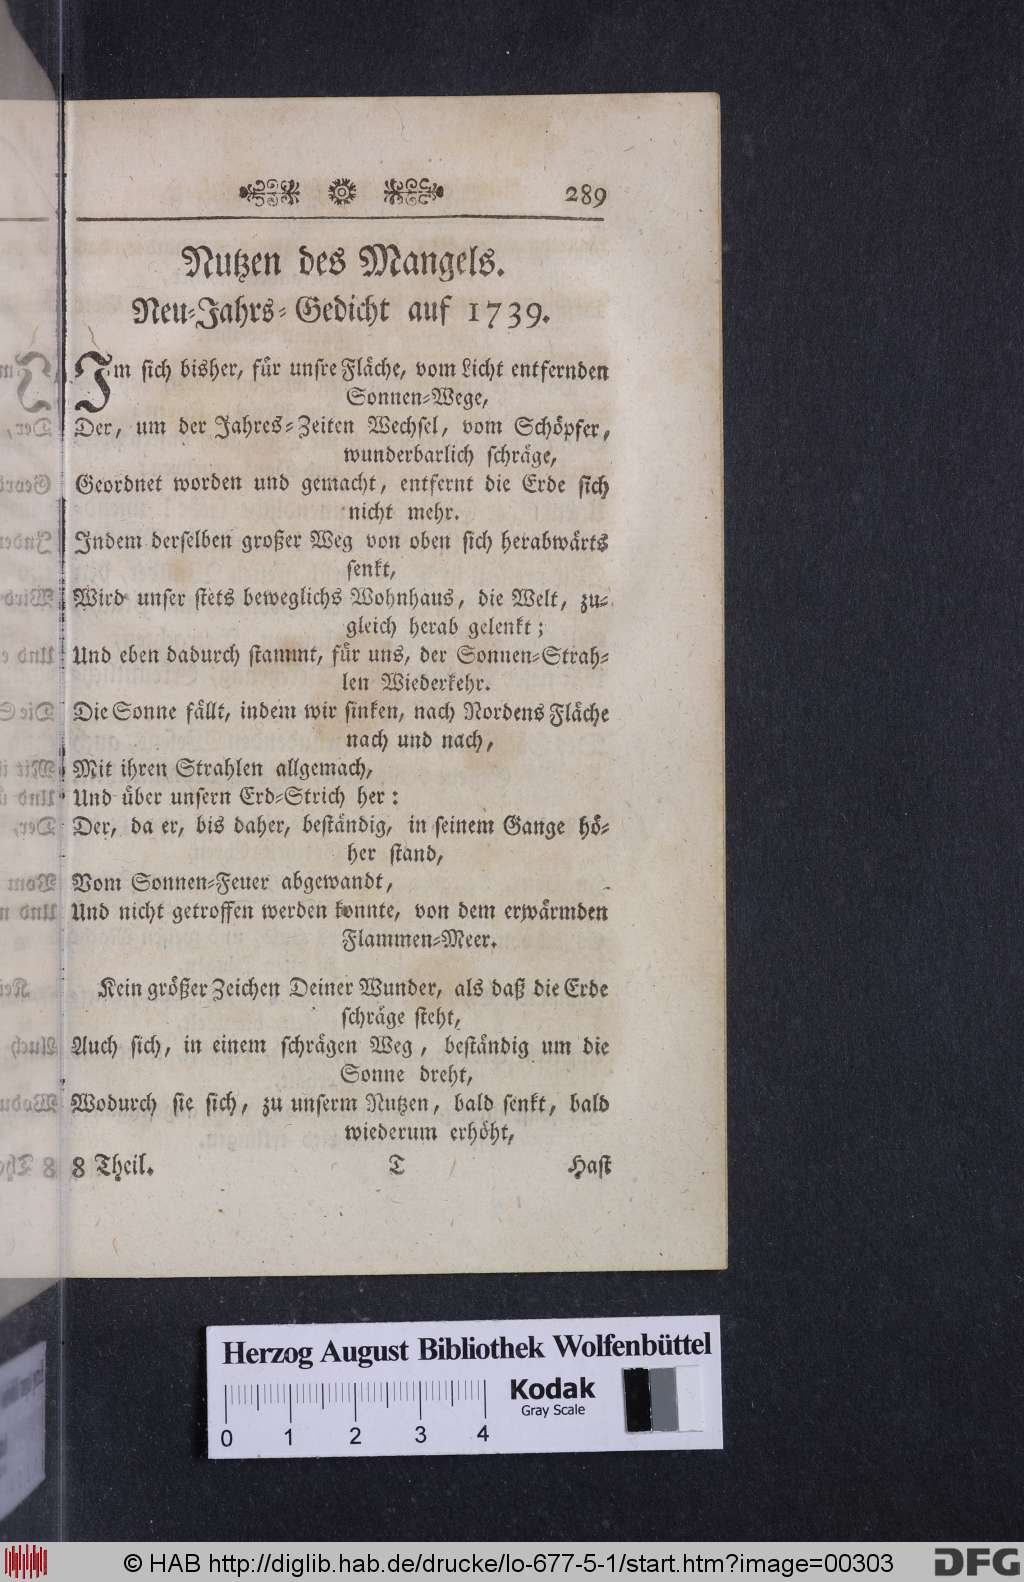 289
Nutzen des Mangels.
Neu-Jahrs-Gedicht auf 1739.
Im sich bisher, für unsre Fläche, vom Licht entfernden
Sonnen-Wege,
Der, um der Jahres-Zeiten Wechsel, vom Schöpfer,
wunderbarlich schräge,
Geordnet worden und gemacht, entfernt die Erde sich
nicht mehr.
Indem derselben großer Weg von oben sich herabwärts
senkt,
Wird unser stets beweglichs Wohnhaus, die Welt, zu-
gleich herab gelenkt;
Und eben dadurch stammt, für uns, der Sonnen-Strah-
len Wiederkehr.
Die Sonne fällt, indem wir sinken, nach Nordens Fläche
nach und nach,
Mit ihren Strahlen allgemach,
Und über unsern Erd-Strich her:
Der, da er, bis daher, beständig, in seinem Gange hö-
her stand,
Vom Sonnen-Feuer abgewandt,
Und nicht getroffen werden konnte, von dem erwärmden
Flammen-Meer.
Kein größer Zeichen Deiner Wunder, als daß die Erde
schräge steht,
Auch sich, in einem schrägen Weg, beständig um die
Sonne dreht,
Wodurch sie sich, zu unserm Nutzen, bald senkt, bald
wiederum erhöht,
8 Theil. T Hast
Herzog August Bibliothek Wolfenbüttel
Kodak
Gray Scale
0 1 2 3 4
© HAB http://diglib.hab.de/drucke/lo-677-5-1/start.htm?image=00303
DFG